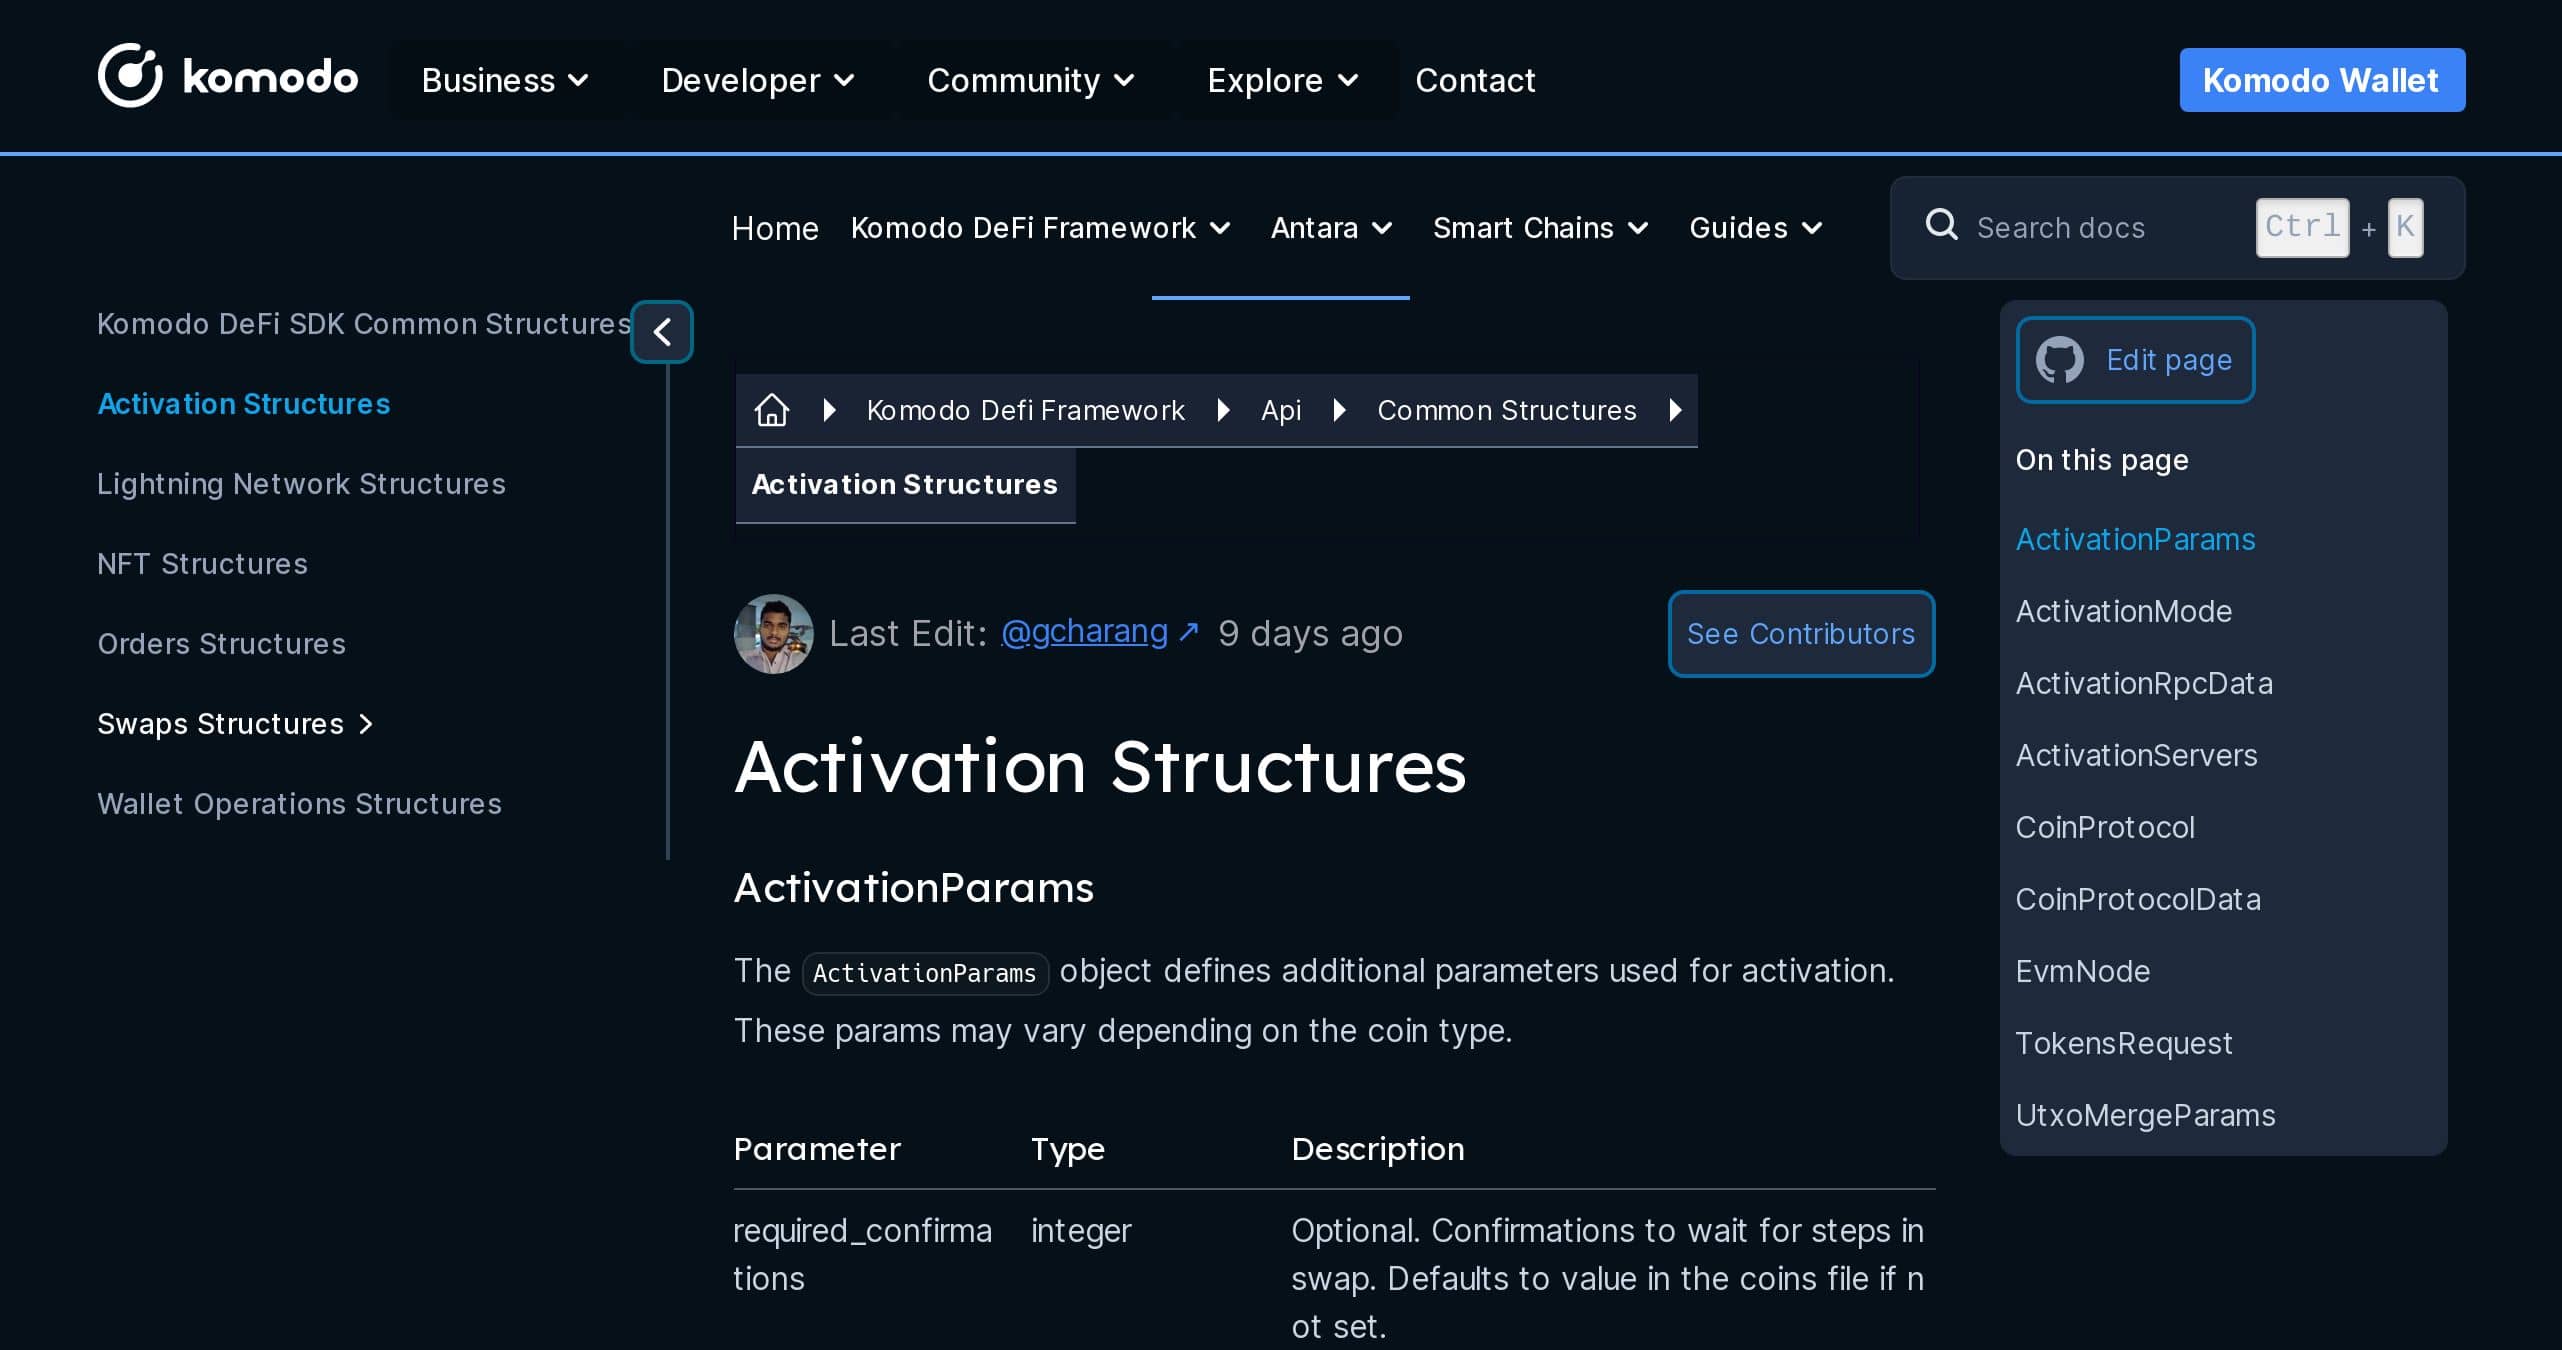 komodo Business Developer Community Explore Contact Komodo Wallet
Home Komodo DeFi Framework Antara Smart Chains Guides Search docs Ctrl + K
Komodo DeFi SDK Common Structures
Activation Structures
Lightning Network Structures
NFT Structures
Orders Structures
Swaps Structures
Wallet Operations Structures
Komodo Defi Framework Api Common Structures
Activation Structures
Last Edit: @gcharang ↗ 9 days ago See Contributors
Activation Structures
ActivationParams
The ActivationParams object defines additional parameters used for activation.
These params may vary depending on the coin type.
Parameter Type Description
required_confirma integer Optional. Confirmations to wait for steps in
tions swap. Defaults to value in the coins file if n
ot set.
Edit page
On this page
ActivationParams
ActivationMode
ActivationRpcData
ActivationServers
CoinProtocol
CoinProtocolData
EvmNode
TokensRequest
UtxoMergeParams